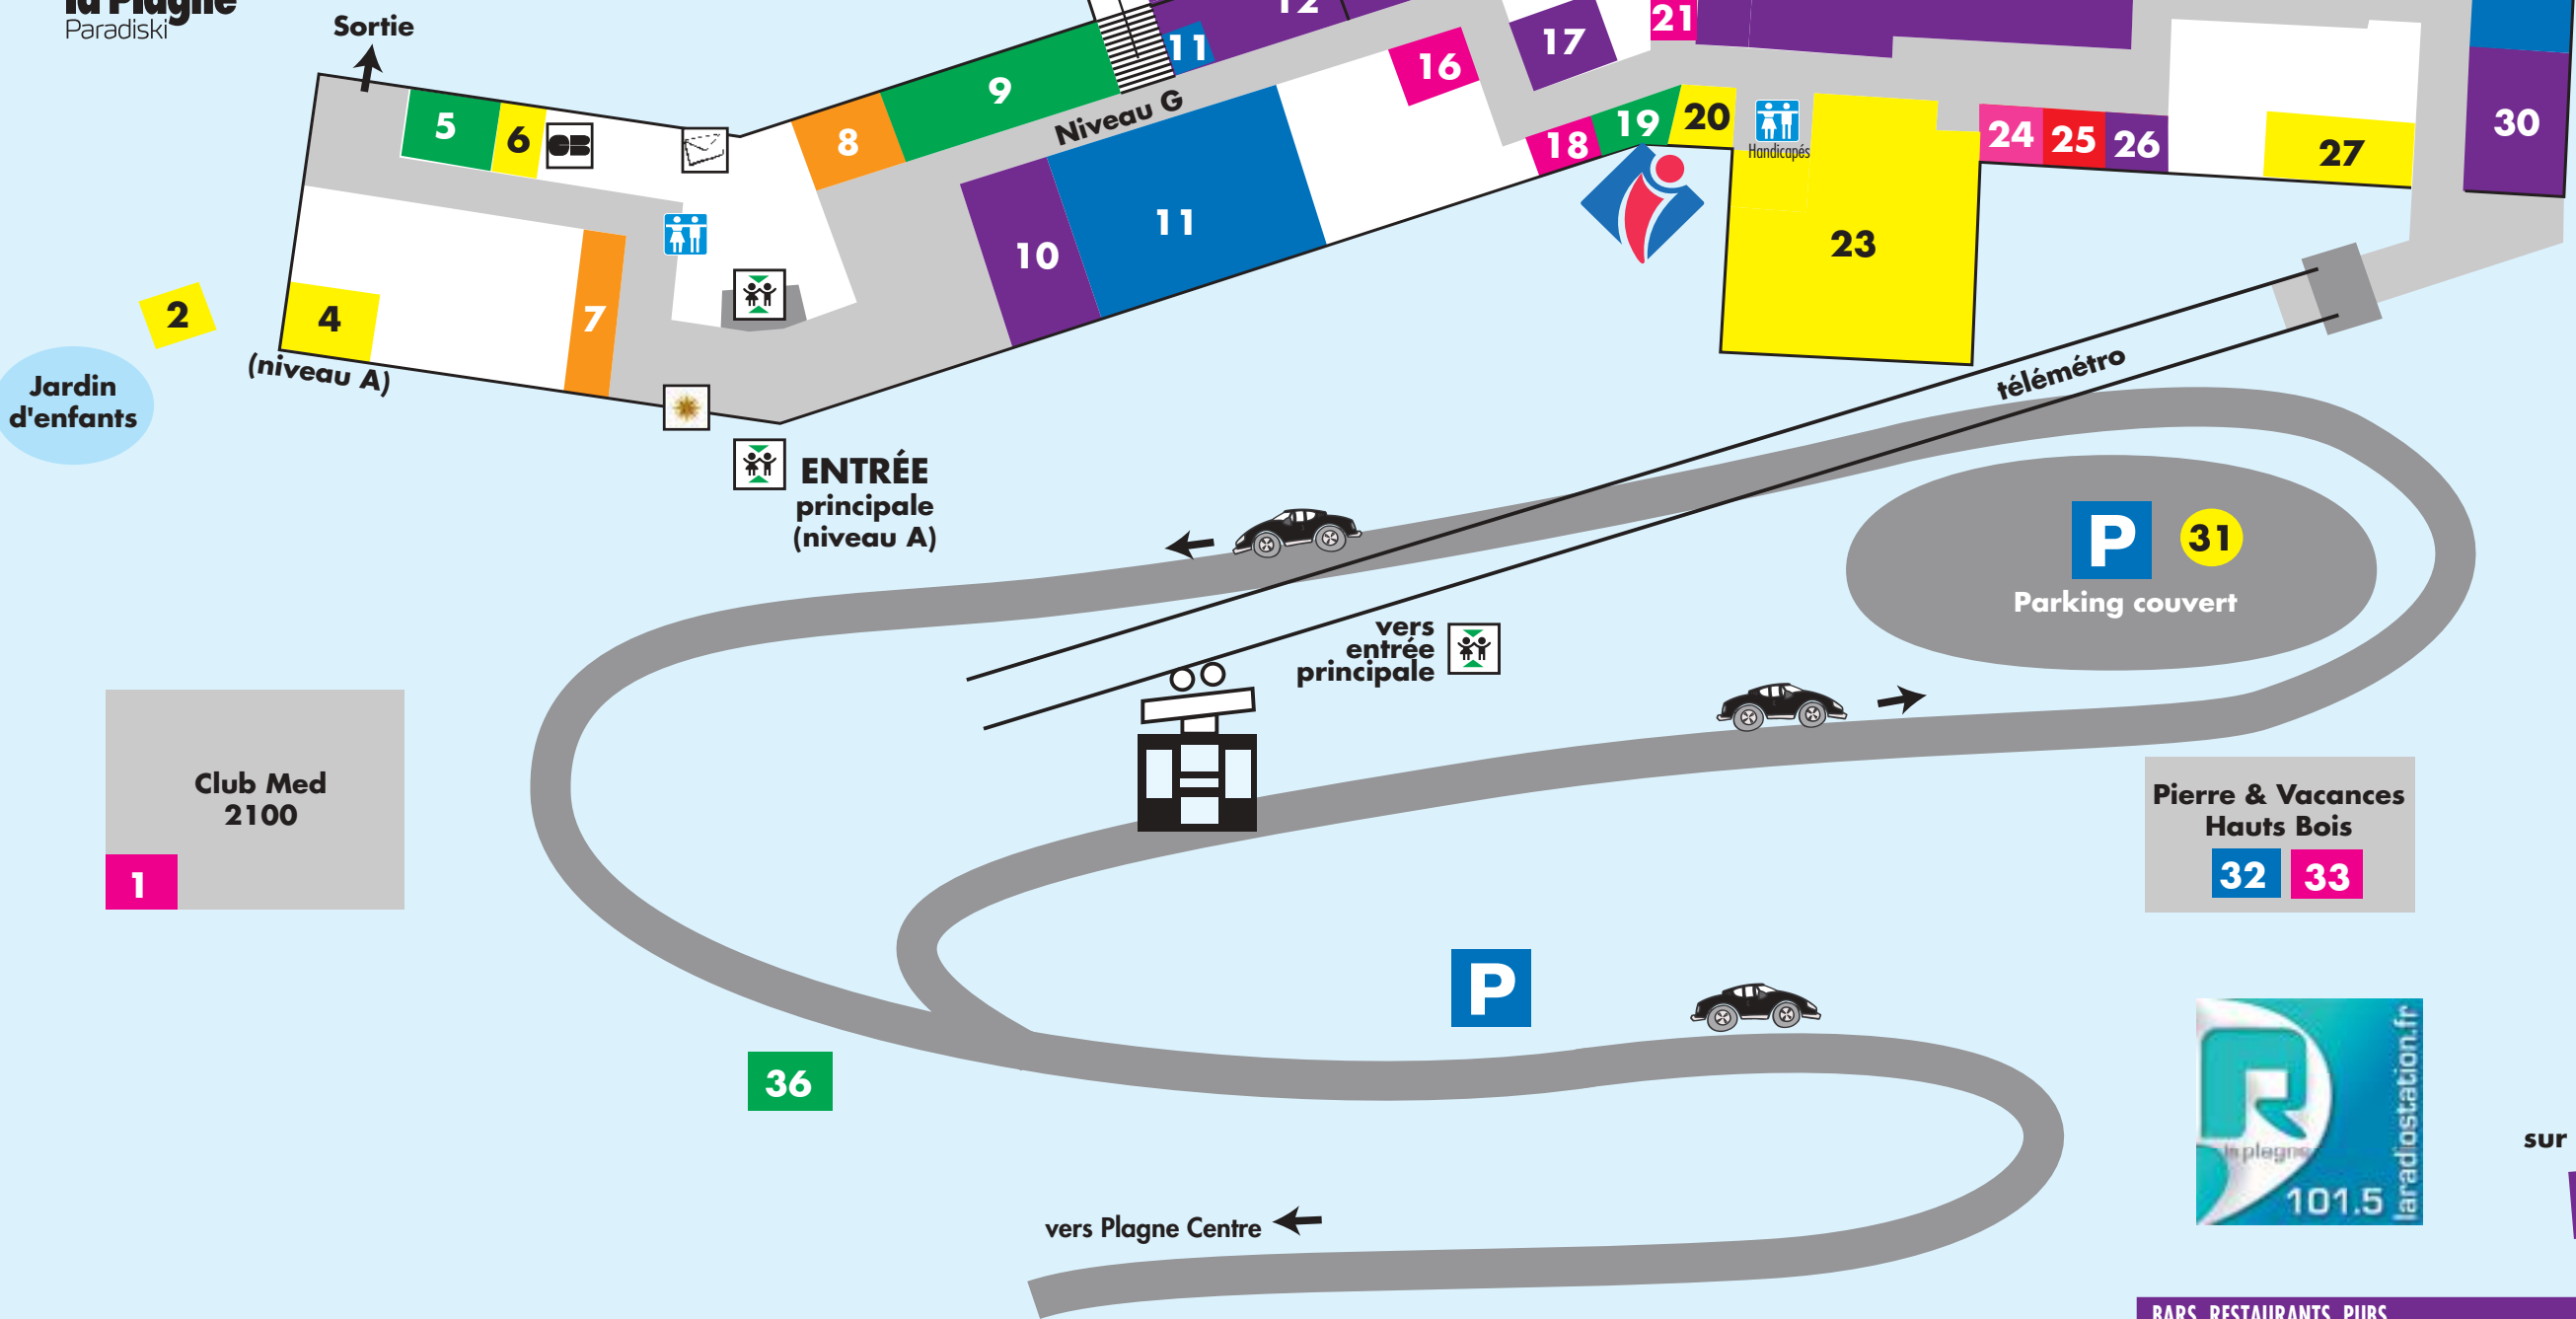 la Plagne
Paradiski
Sortie
12
11
21
17
16
9
5
6
CB
8
Niveau G
18
19
20
Handicapés
24
25
26
27
30
10
11
23
2
4
7
(niveau A)
Jardin
d'enfants
télémétro
ENTRÉE
principale
(niveau A)
P
31
Parking couvert
vers
entrée
principale
Club Med
2100
1
Pierre & Vacances
Hauts Bois
32
33
P
36
R
la plagne
101.5
laradiostation.fr
sur
vers Plagne Centre
BARS RESTAURANTS PUBS